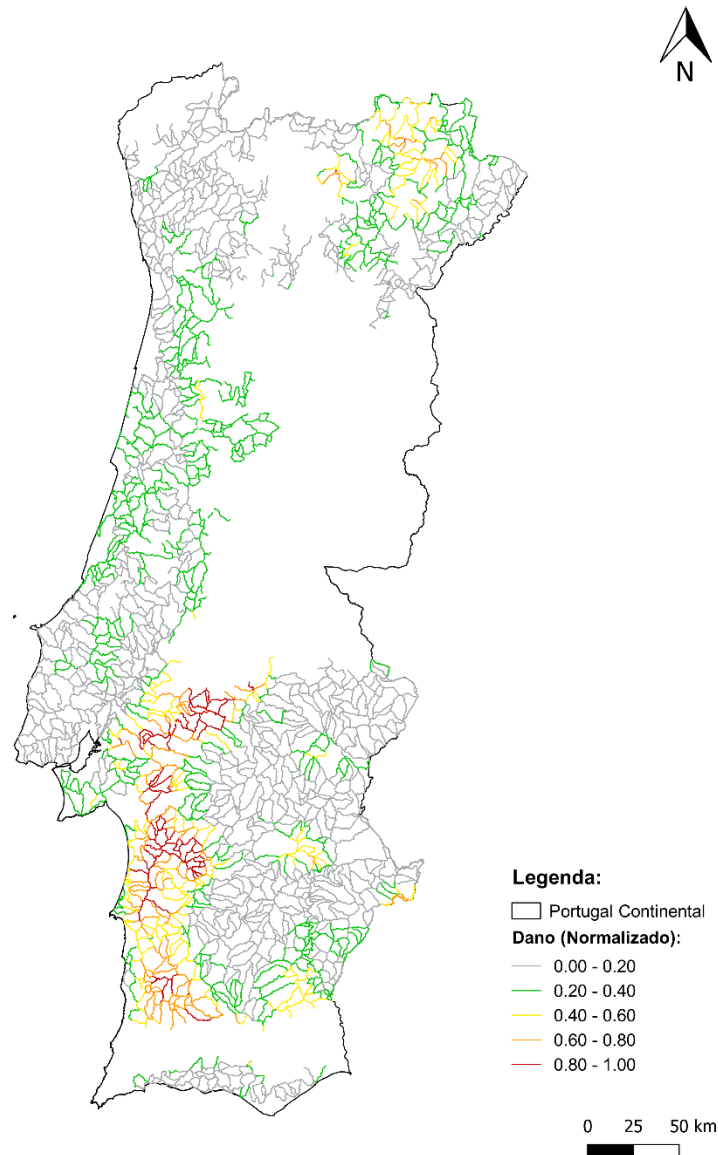 N
Legenda:
Portugal Continental
Dano (Normalizado):
0.00 - 0.20
0.20 - 0.40
0.40 - 0.60
0.60 - 0.80
0.80 - 1.00
0 25 50 km